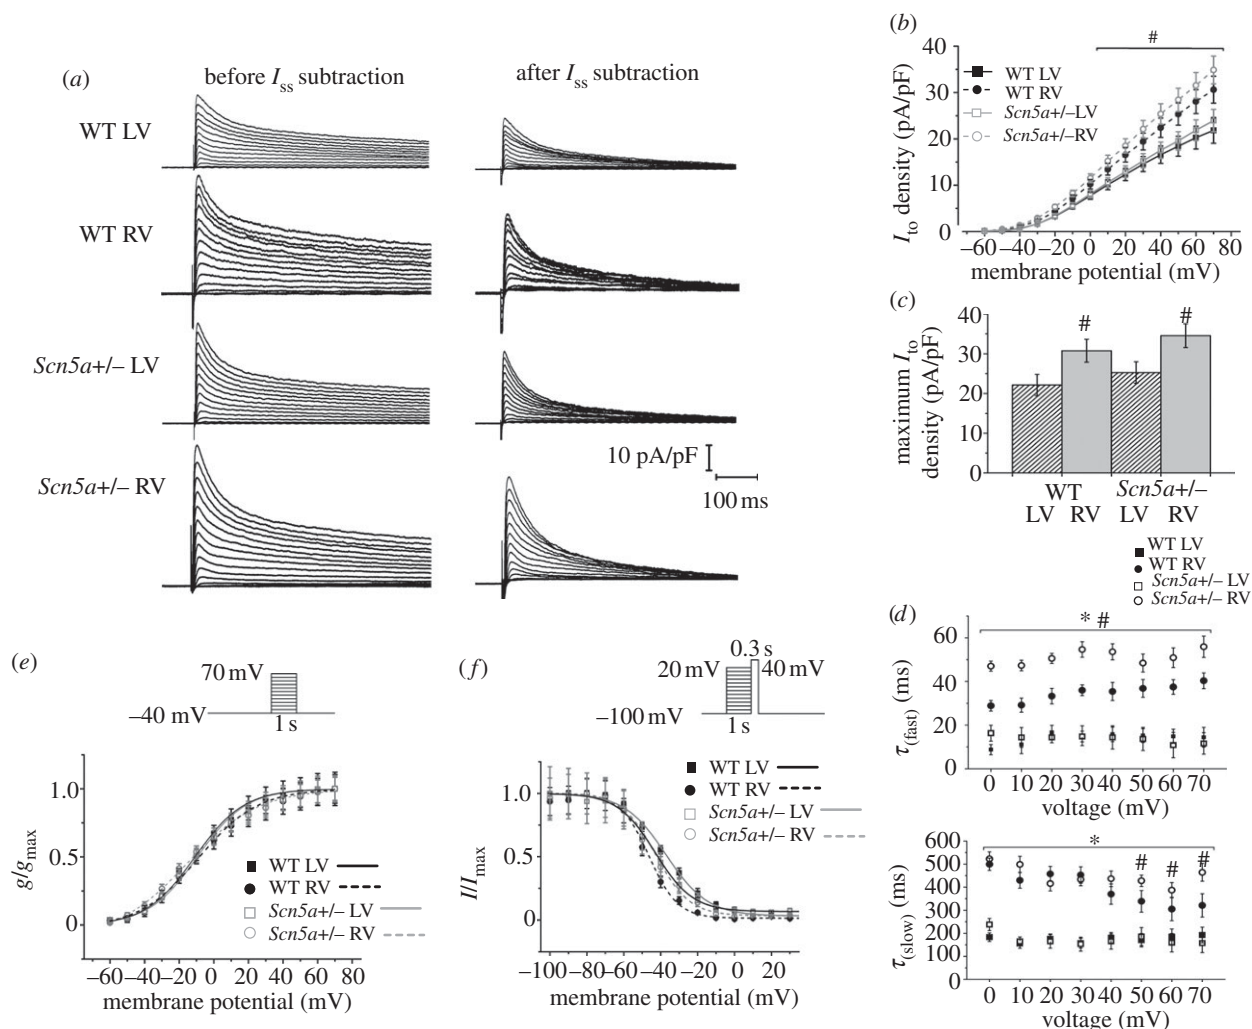 (a)
before Iss subtraction
after Iss subtraction
WT LV
WT RV
Scn5a+/– LV
Scn5a+/– RV
10 pA/pF
100 ms
(b)
#
40
30
20
10
0
Ito density (pA/pF)
WT LV
WT RV
Scn5a+/–LV
Scn5a+/–RV
–60 –40 –20 0 20 40 60 80
membrane potential (mV)
(c)
40
30
20
10
0
maximum Ito
density (pA/pF)
# #
WT Scn5a+/–
LV RV LV RV
WT LV
WT RV
Scn5a+/– LV
Scn5a+/– RV
(d)
* #
60
40
20
0
τ(fast) (ms)
0 10 20 30 40 50 60 70
voltage (mV)
*
# # #
500
400
300
200
100
0
τ(slow) (ms)
0 10 20 30 40 50 60 70
voltage (mV)
(e)
70 mV
–40 mV
1 s
1.0
0.5
0
g/gmax
WT LV
WT RV
Scn5a+/– LV
Scn5a+/– RV
–60 –40 –20 0 20 40 60 80
membrane potential (mV)
(f)
0.3 s
20 mV 40 mV
–100 mV
1 s
1.0
0.5
0
I/Imax
WT LV
WT RV
Scn5a+/– LV
Scn5a+/– RV
–100 –80 –60 –40 –20 0 20
membrane potential (mV)